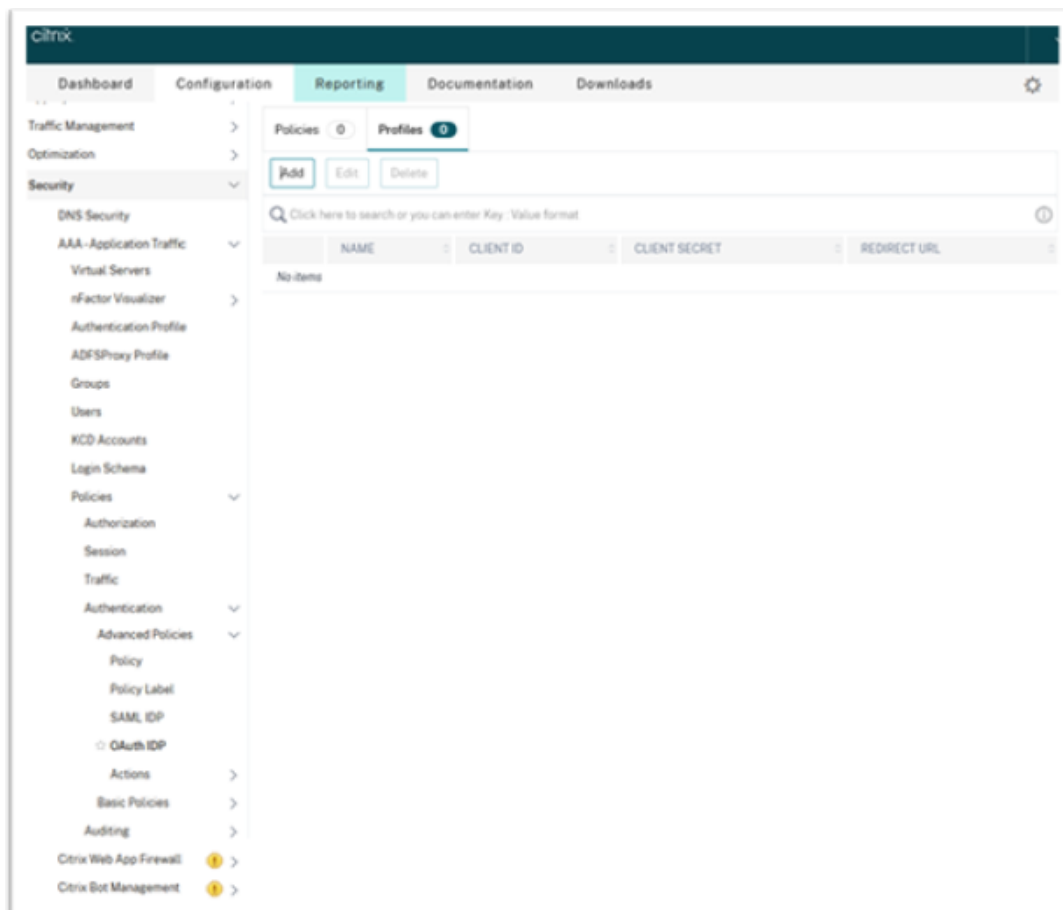 citrix
Dashboard Configuration Reporting Documentation Downloads
Traffic Management
Optimization
Security
DNS Security
AAA - Application Traffic
Virtual Servers
nFactor Visualizer
Authentication Profile
ADFSProxy Profile
Groups
Users
KCD Accounts
Login Schema
Policies
Authorization
Session
Traffic
Authentication
Advanced Policies
Policy
Policy Label
SAML IDP
OAuth IDP
Actions
Basic Policies
Auditing
Citrix Web App Firewall
Citrix Bot Management
Policies 0 Profiles 0
Add Edit Delete
Click here to search or you can enter Key : Value format
NAME CLIENT ID CLIENT SECRET REDIRECT URL
No items